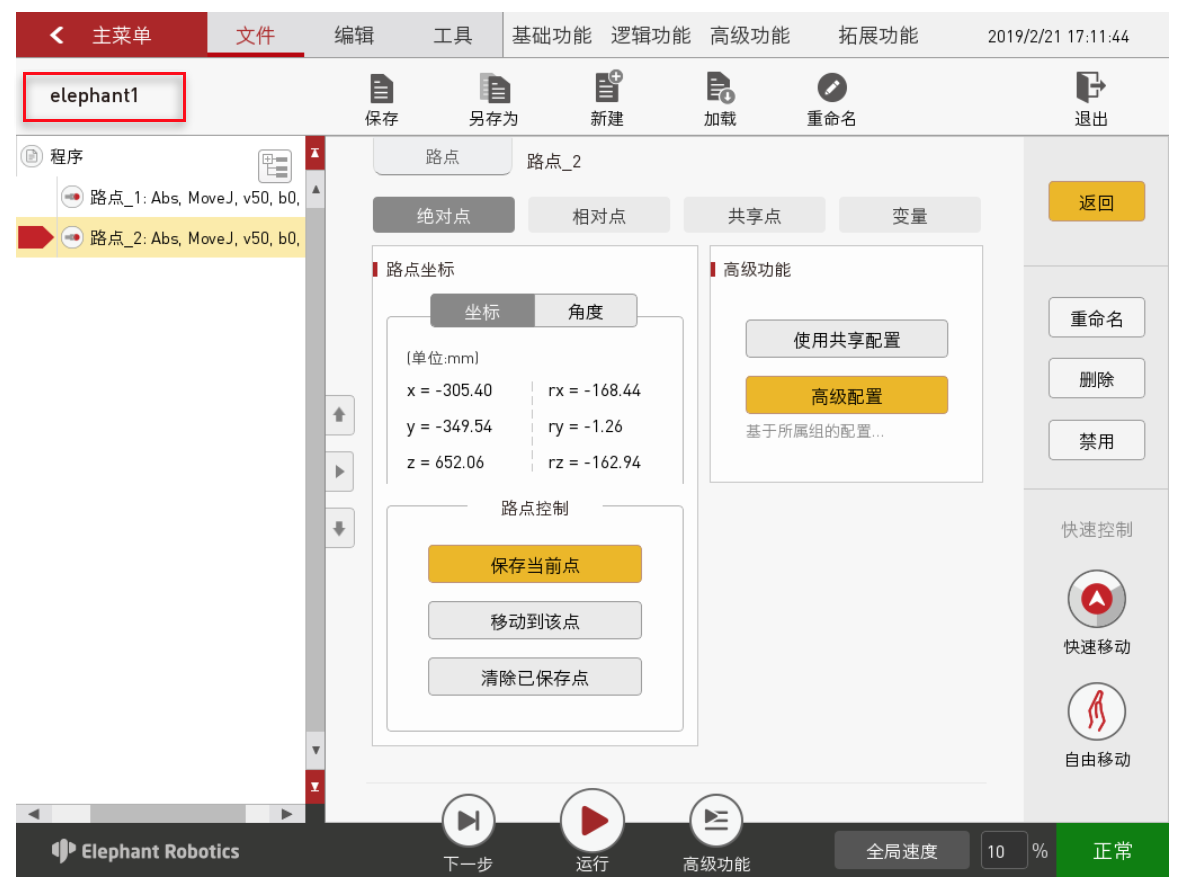 主菜单 文件 编辑 工具 基础功能 逻辑功能 高级功能 拓展功能 2019/2/21 17:11:44
elephant1
保存 另存为 新建 加载 重命名 退出
程序
路点_1: Abs, MoveJ, v50, b0,
路点_2: Abs, MoveJ, v50, b0,
路点 路点_2
绝对点 相对点 共享点 变量
路点坐标
坐标 角度
(单位:mm)
x = -305.40 rx = -168.44
y = -349.54 ry = -1.26
z = 652.06 rz = -162.94
路点控制
保存当前点
移动到该点
清除已保存点
高级功能
使用共享配置
高级配置
基于所属组的配置...
返回
重命名
删除
禁用
快速控制
快速移动
自由移动
Elephant Robotics
下一步 运行 高级功能
全局速度 10 % 正常